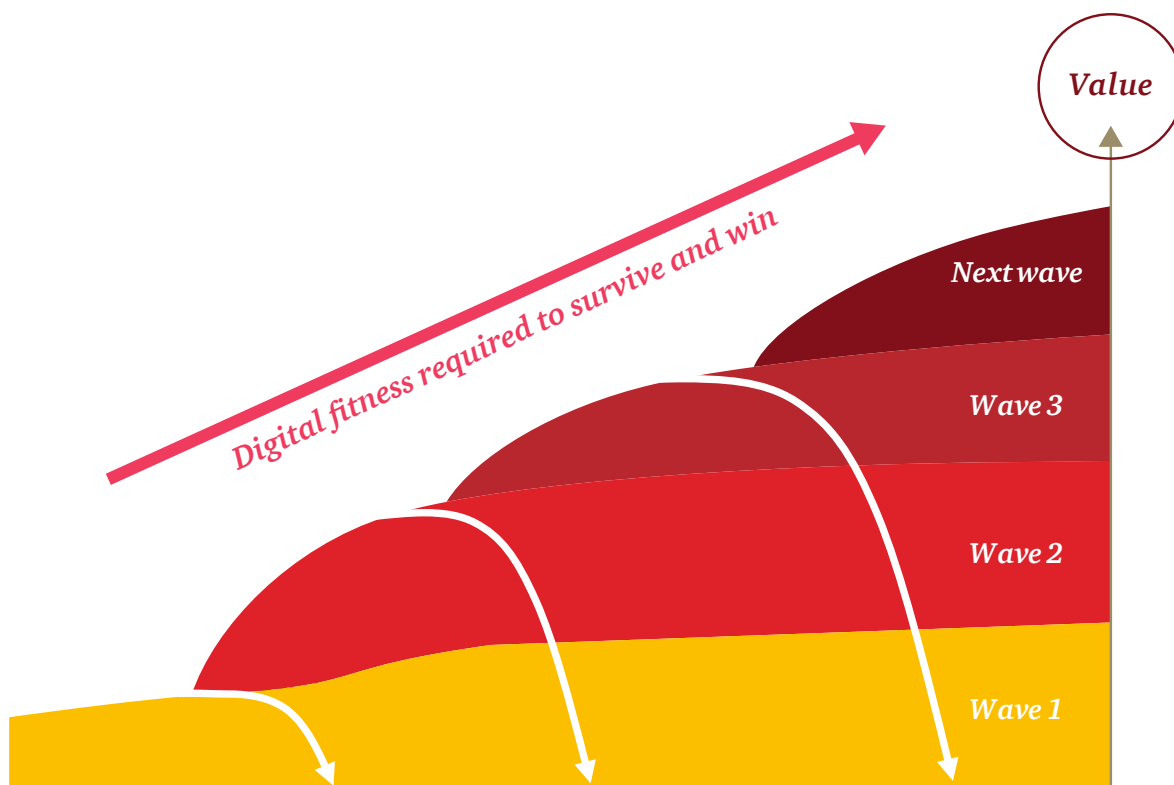 Value
Digital fitness required to survive and win
Next wave
Wave 3
Wave 2
Wave 1